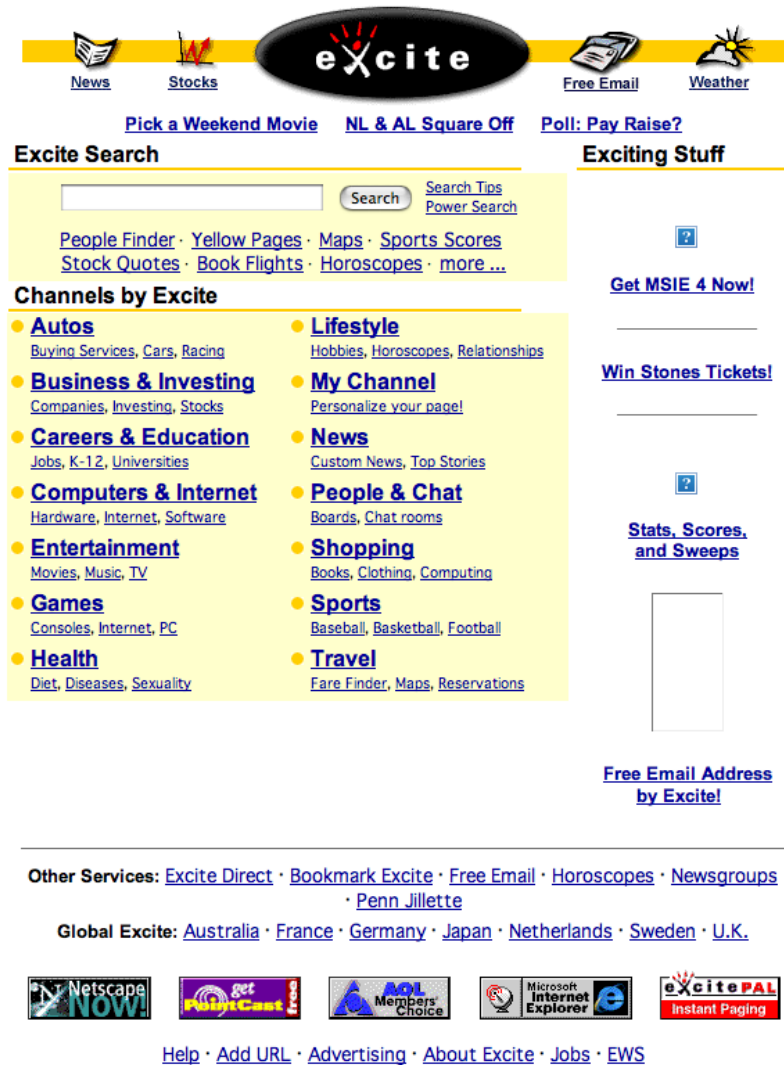 excite
News
Stocks
Free Email
Weather
Pick a Weekend Movie NL & AL Square Off Poll: Pay Raise?
Excite Search
Search
Search Tips
Power Search
People Finder · Yellow Pages · Maps · Sports Scores
Stock Quotes · Book Flights · Horoscopes · more ...
Channels by Excite
Autos
Buying Services, Cars, Racing
Business & Investing
Companies, Investing, Stocks
Careers & Education
Jobs, K-12, Universities
Computers & Internet
Hardware, Internet, Software
Entertainment
Movies, Music, TV
Games
Consoles, Internet, PC
Health
Diet, Diseases, Sexuality
Lifestyle
Hobbies, Horoscopes, Relationships
My Channel
Personalize your page!
News
Custom News, Top Stories
People & Chat
Boards, Chat rooms
Shopping
Books, Clothing, Computing
Sports
Baseball, Basketball, Football
Travel
Fare Finder, Maps, Reservations
Exciting Stuff
?
Get MSIE 4 Now!
Win Stones Tickets!
?
Stats, Scores,
and Sweeps
Free Email Address
by Excite!
Other Services: Excite Direct · Bookmark Excite · Free Email · Horoscopes · Newsgroups
· Penn Jillette
Global Excite: Australia · France · Germany · Japan · Netherlands · Sweden · U.K.
N Netscape
NOW!
get
PointCast
free
AOL
Members'
Choice
Microsoft
Internet
Explorer
excite PAL
Instant Paging
Help · Add URL · Advertising · About Excite · Jobs · EWS